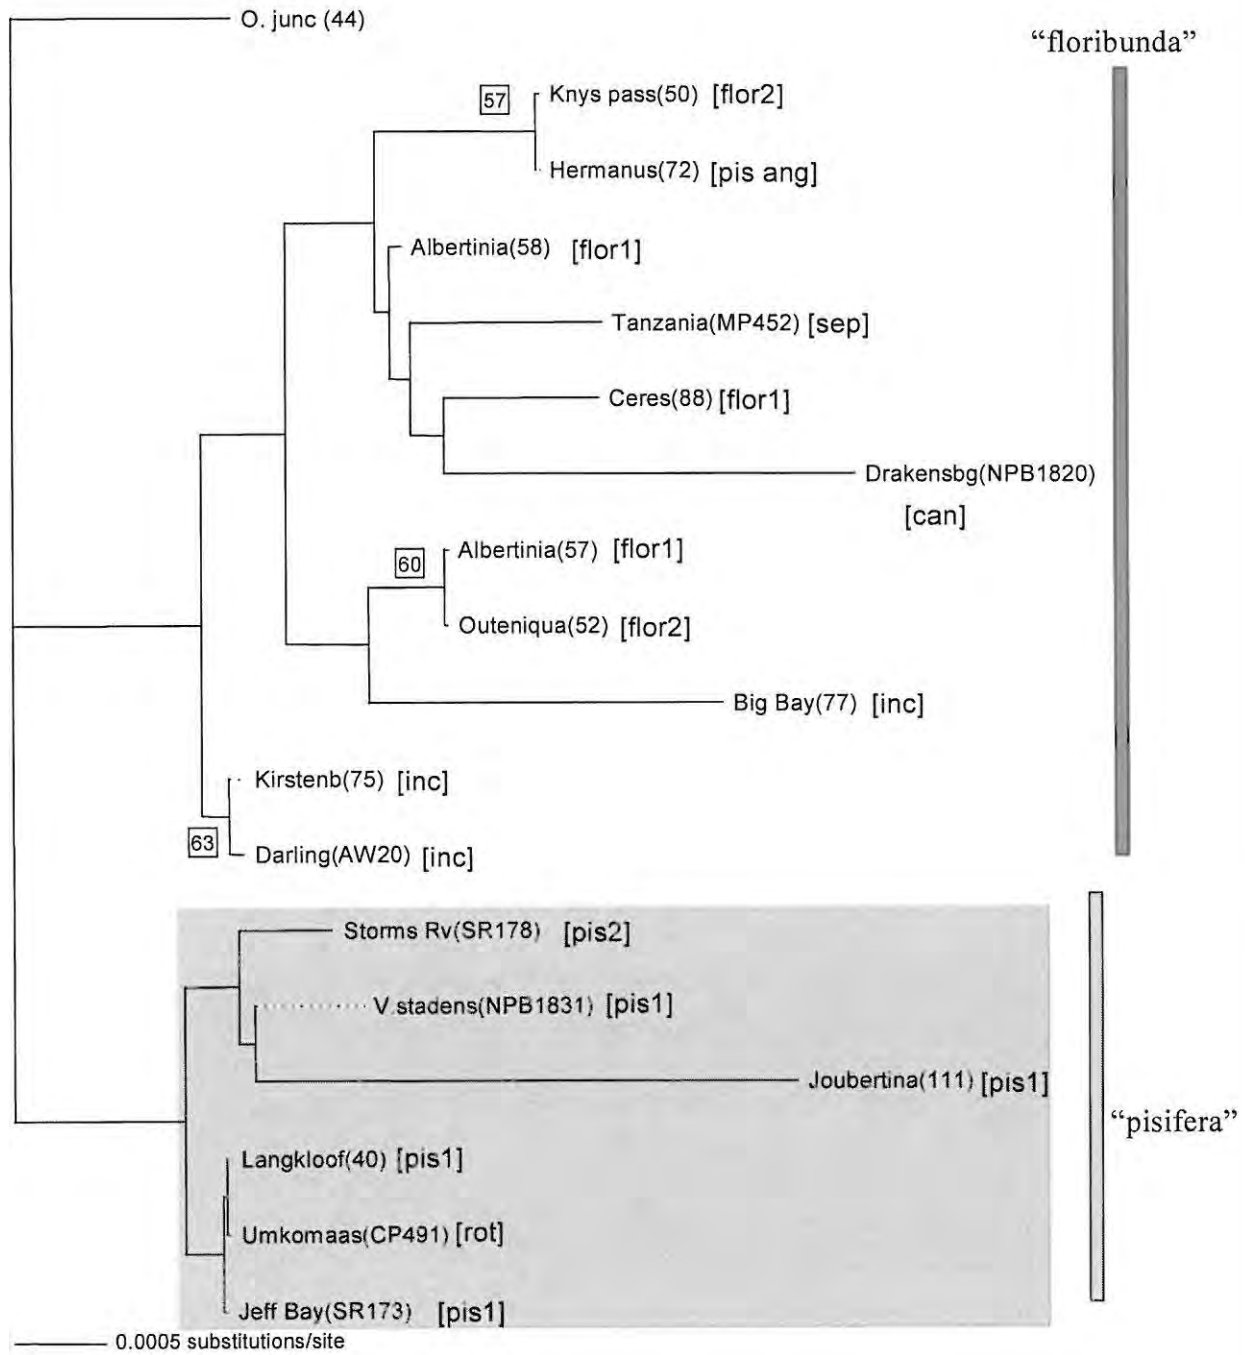 O. junc (44)
“floribunda”
57
Knys pass(50) [flor2]
Hermanus(72) [pis ang]
Albertinia(58) [flor1]
Tanzania(MP452) [sep]
Ceres(88) [flor1]
Drakensbg(NPB1820)
[can]
Albertinia(57) [flor1]
60
Outeniqua(52) [flor2]
Big Bay(77) [inc]
Kirstenb(75) [inc]
63
Darling(AW20) [inc]
Storms Rv(SR178) [pis2]
V.stadens(NPB1831) [pis1]
Joubertina(111) [pis1]
“pisifera”
Langkloof(40) [pis1]
Umkomaas(CP491) [rot]
Jeff Bay(SR173) [pis1]
0.0005 substitutions/site